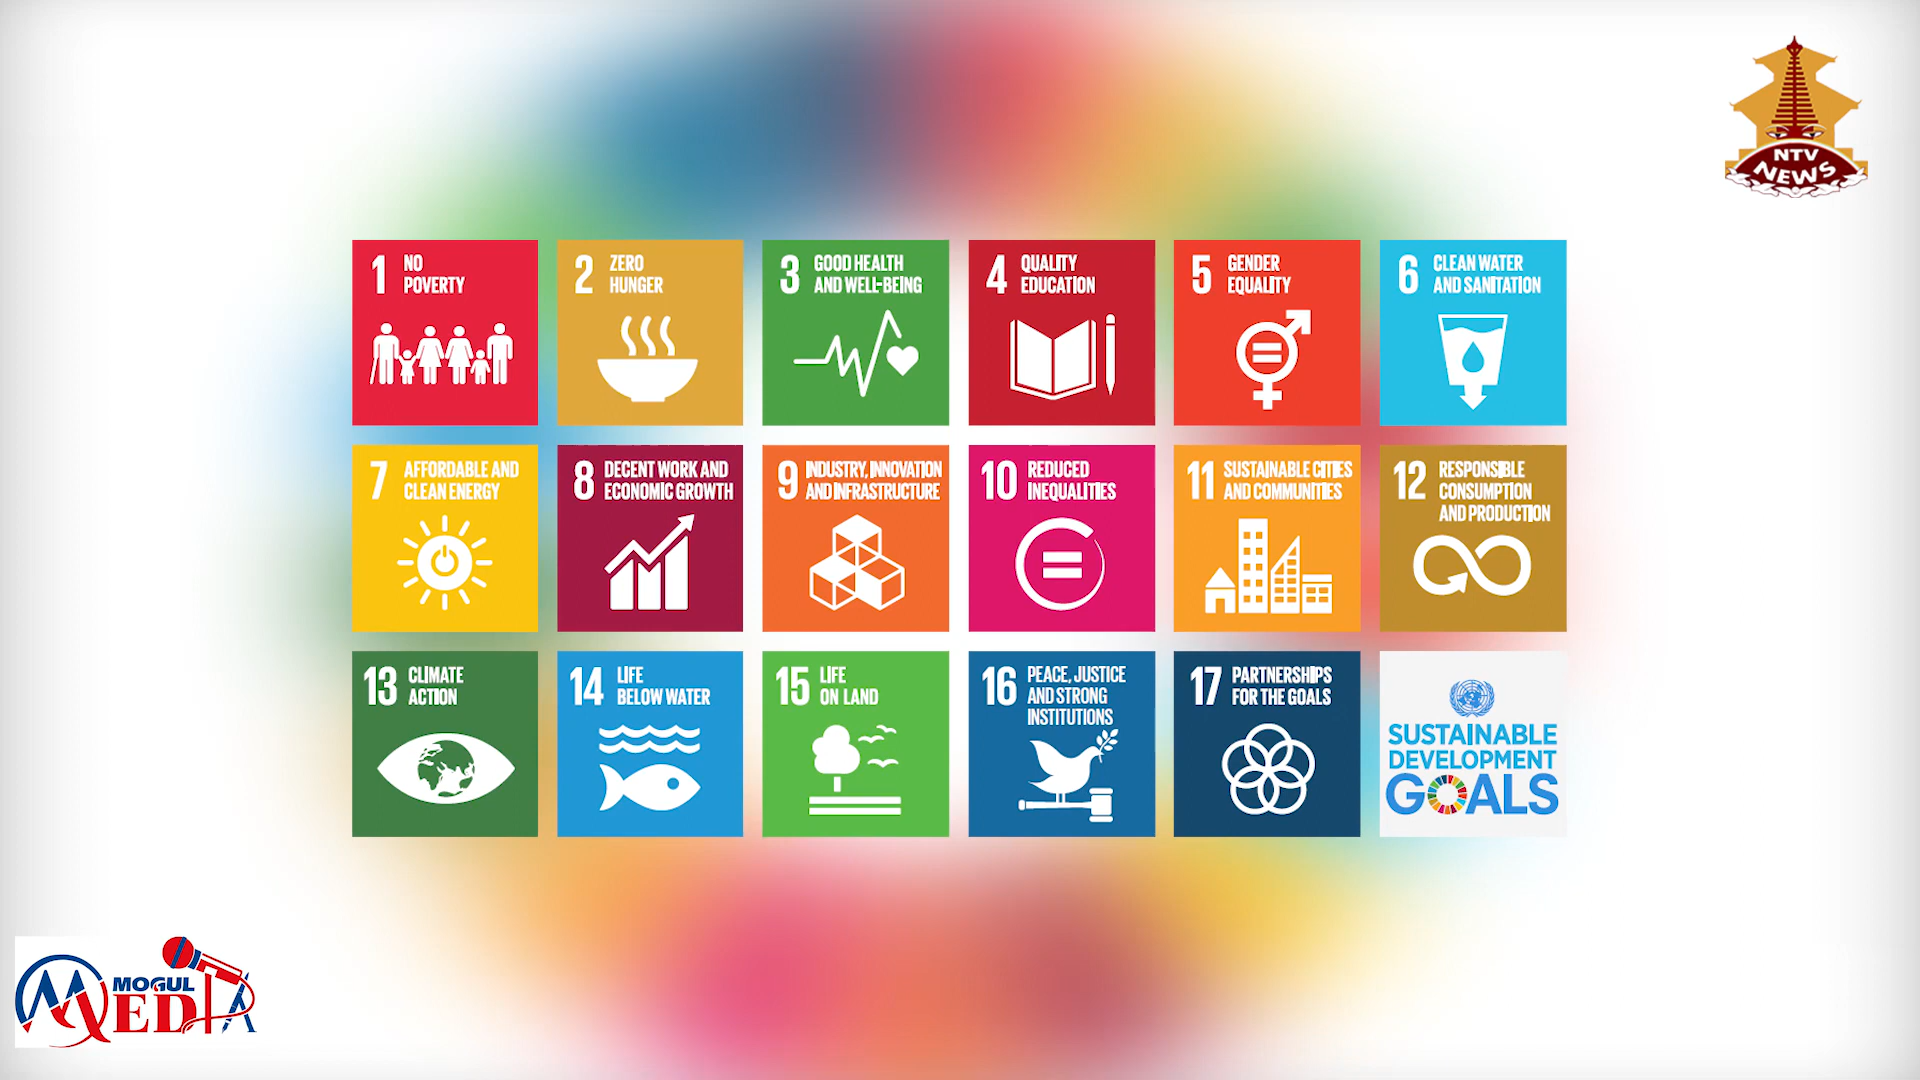 NTV
NEWS
1 NO
POVERTY
2 ZERO
HUNGER
3 GOOD HEALTH
AND WELL-BEING
4 QUALITY
EDUCATION
5 GENDER
EQUALITY
6 CLEAN WATER
AND SANITATION
7 AFFORDABLE AND
CLEAN ENERGY
8 DECENT WORK AND
ECONOMIC GROWTH
9 INDUSTRY, INNOVATION
AND INFRASTRUCTURE
10 REDUCED
INEQUALITIES
11 SUSTAINABLE CITIES
AND COMMUNITIES
12 RESPONSIBLE
CONSUMPTION
AND PRODUCTION
13 CLIMATE
ACTION
14 LIFE
BELOW WATER
15 LIFE
ON LAND
16 PEACE, JUSTICE
AND STRONG
INSTITUTIONS
17 PARTNERSHIPS
FOR THE GOALS
SUSTAINABLE
DEVELOPMENT
GOALS
MOGUL
MEDIA